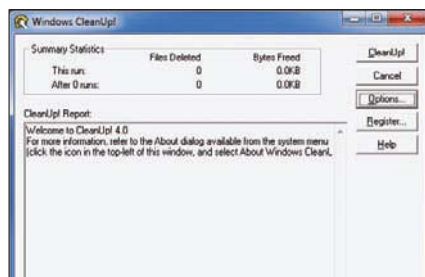 Windows CleanUp!
Summary Statistics
Files Deleted Bytes Freed
This run: 0 0.0KB
After 0 runs: 0 0.0KB
CleanUp! Report:
Welcome to CleanUp! 4.0
For more information, refer to the About dialog available from the system menu
(click the icon in the top-left of this window, and select About Windows CleanU
CleanUp!
Cancel
Options...
Register...
Help